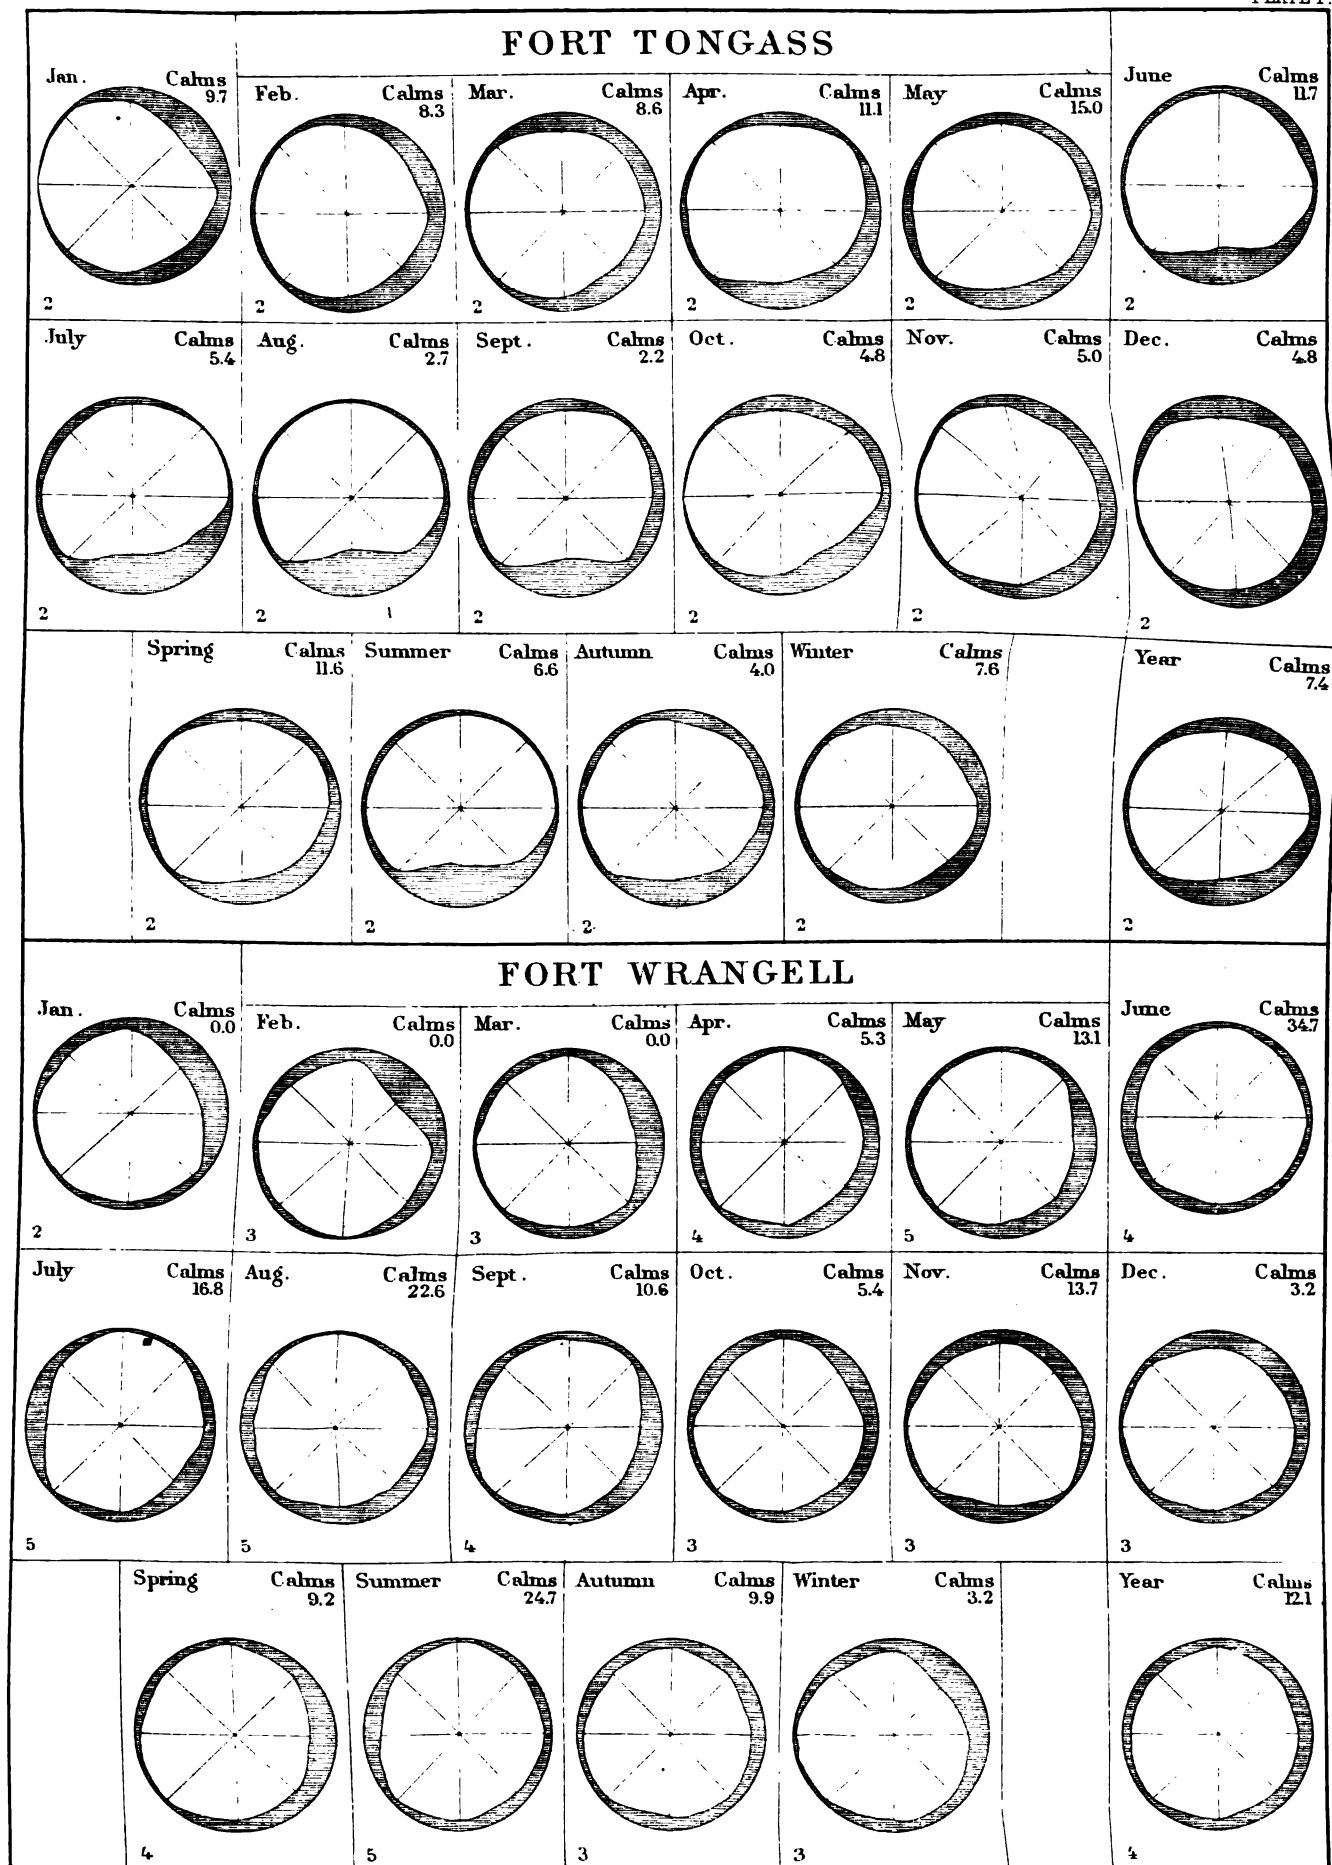 FORT TONGASS
Jan. Calms 9.7
2
Feb. Calms 8.3
2
Mar. Calms 8.6
2
Apr. Calms 11.1
2
May Calms 15.0
2
June Calms 11.7
2
July Calms 5.4
2
Aug. Calms 2.7
2
Sept. Calms 2.2
2
Oct. Calms 4.8
2
Nov. Calms 5.0
2
Dec. Calms 4.8
2
Spring Calms 11.6
2
Summer Calms 6.6
2
Autumn Calms 4.0
2
Winter Calms 7.6
2
Year Calms 7.4
2
FORT WRANGELL
Jan. Calms 0.0
2
Feb. Calms 0.0
3
Mar. Calms 0.0
3
Apr. Calms 5.3
4
May Calms 13.1
5
June Calms 34.7
4
July Calms 16.8
5
Aug. Calms 22.6
5
Sept. Calms 10.6
4
Oct. Calms 5.4
3
Nov. Calms 13.7
3
Dec. Calms 3.2
3
Spring Calms 9.2
4
Summer Calms 24.7
5
Autumn Calms 9.9
3
Winter Calms 3.2
3
Year Calms 12.1
4